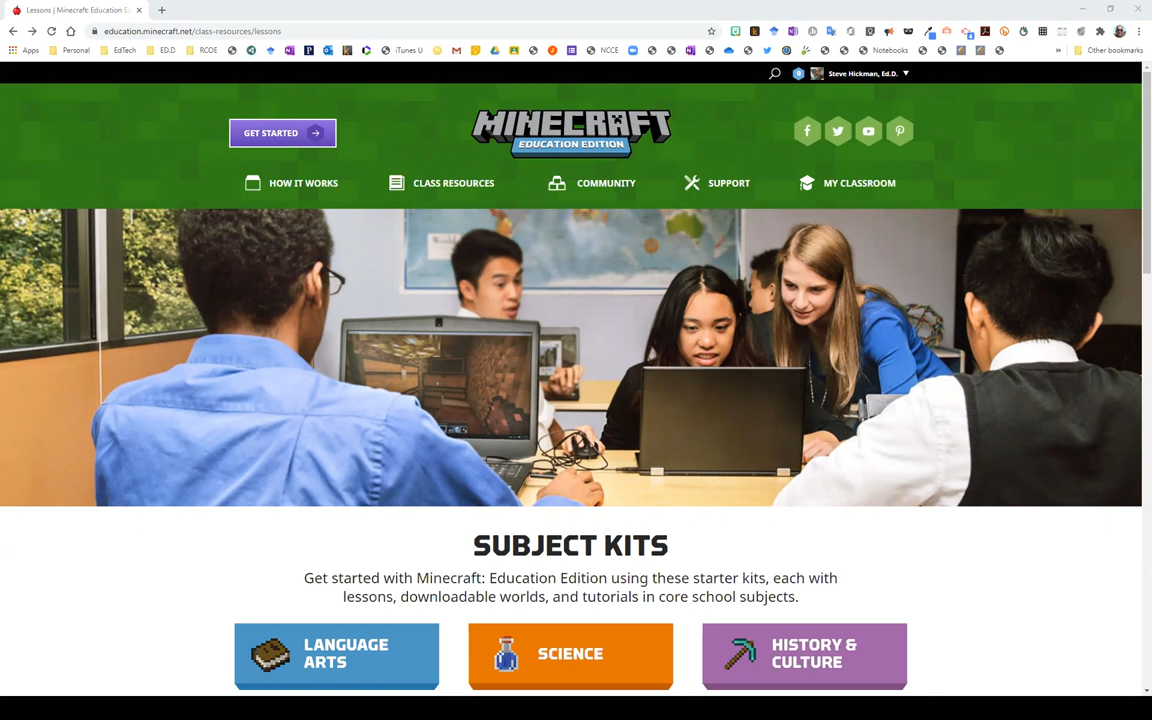 Lessons | Minecraft: Education E
education.minecraft.net/class-resources/lessons
Apps Personal EdTech ED.D RCOE iTunes U NCCE Notebooks » Other bookmarks
Steve Hickman, Ed.D.
GET STARTED
MINECRAFT
EDUCATION EDITION
HOW IT WORKS CLASS RESOURCES COMMUNITY SUPPORT MY CLASSROOM
SUBJECT KITS
Get started with Minecraft: Education Edition using these starter kits, each with
lessons, downloadable worlds, and tutorials in core school subjects.
LANGUAGE
ARTS
SCIENCE
HISTORY &
CULTURE